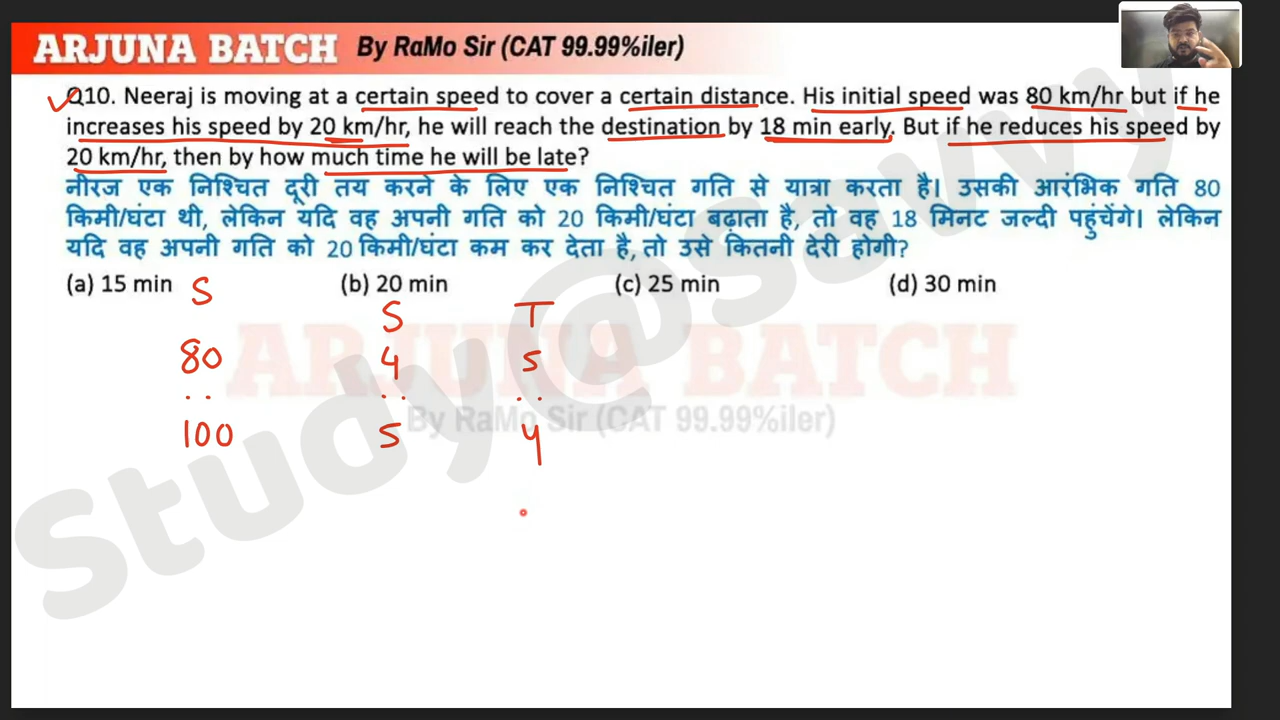 ARJUNA BATCH By RaMo Sir (CAT 99.99%iler)
Q10. Neeraj is moving at a certain speed to cover a certain distance. His initial speed was 80 km/hr but if he
increases his speed by 20 km/hr, he will reach the destination by 18 min early. But if he reduces his speed by
20 km/hr, then by how much time he will be late?
नीरज एक निश्चित दूरी तय करने के लिए एक निश्चित गति से यात्रा करता है। उसकी आरंभिक गति 80
किमी/घंटा थी, लेकिन यदि वह अपनी गति को 20 किमी/घंटा बढ़ाता है, तो वह 18 मिनट जल्दी पहुंचेंगे। लेकिन
यदि वह अपनी गति को 20 किमी/घंटा कम कर देता है, तो उसे कितनी देरी होगी?
(a) 15 min (b) 20 min (c) 25 min (d) 30 min
S S T
80 4 5
.. .. ..
100 5 4
ARJUNA BATCH
By RaMo Sir (CAT 99.99%iler)
Study@savvy